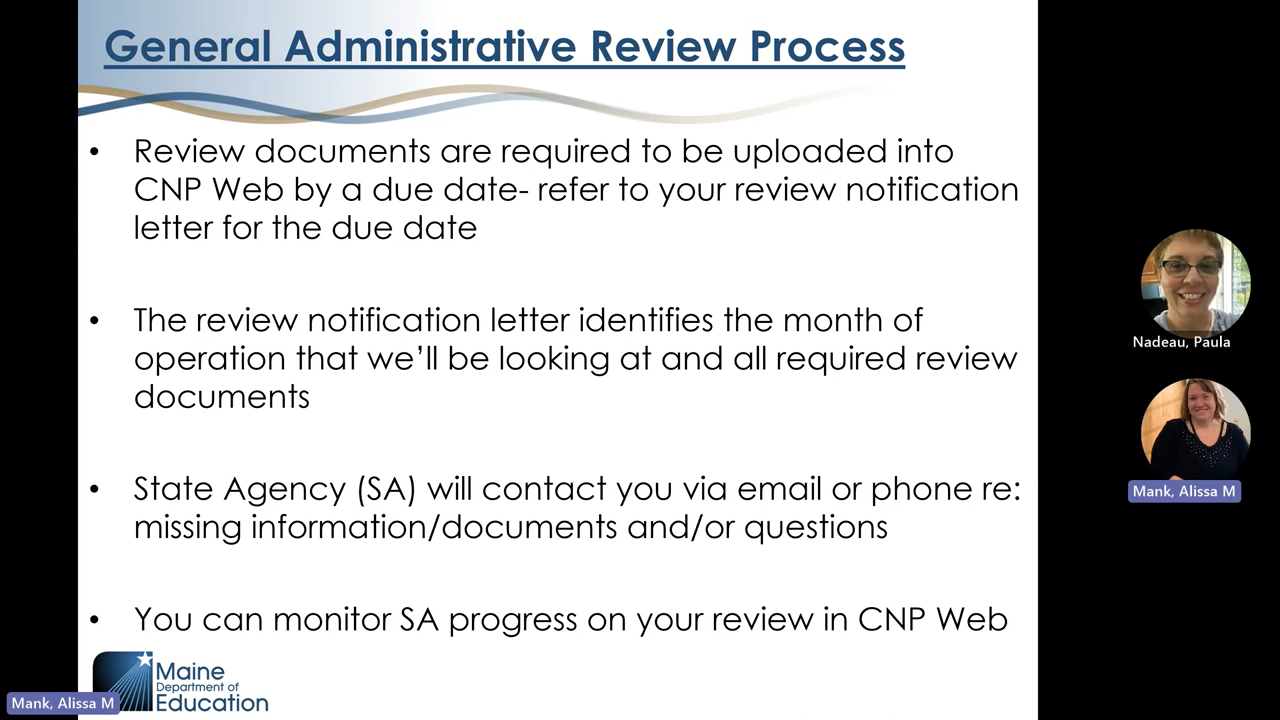 General Administrative Review Process
• Review documents are required to be uploaded into
CNP Web by a due date- refer to your review notification
letter for the due date
• The review notification letter identifies the month of
operation that we’ll be looking at and all required review
documents
• State Agency (SA) will contact you via email or phone re:
missing information/documents and/or questions
• You can monitor SA progress on your review in CNP Web
Maine
Department of
Education
Mank, Alissa M
Nadeau, Paula
Mank, Alissa M